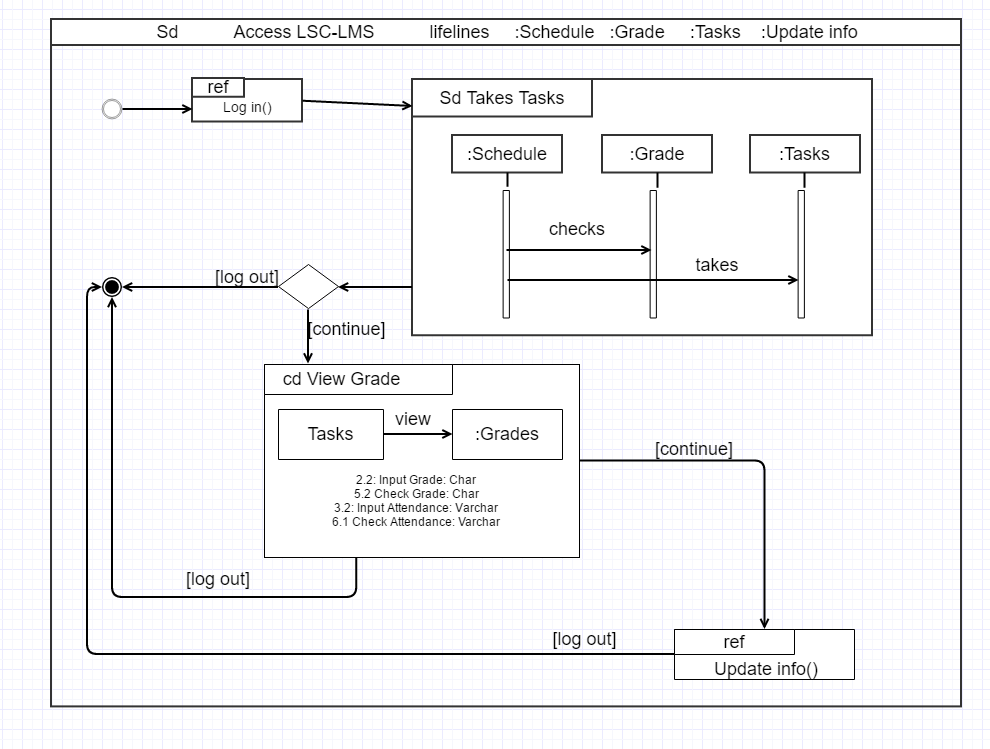 Sd Access LSC-LMS lifelines :Schedule :Grade :Tasks :Update info
ref
Log in()
Sd Takes Tasks
:Schedule :Grade :Tasks
checks
takes
[log out]
[continue]
cd View Grade
Tasks view :Grades
2.2: Input Grade: Char
5.2 Check Grade: Char
3.2: Input Attendance: Varchar
6.1 Check Attendance: Varchar
[continue]
[log out]
[log out]
ref
Update info()